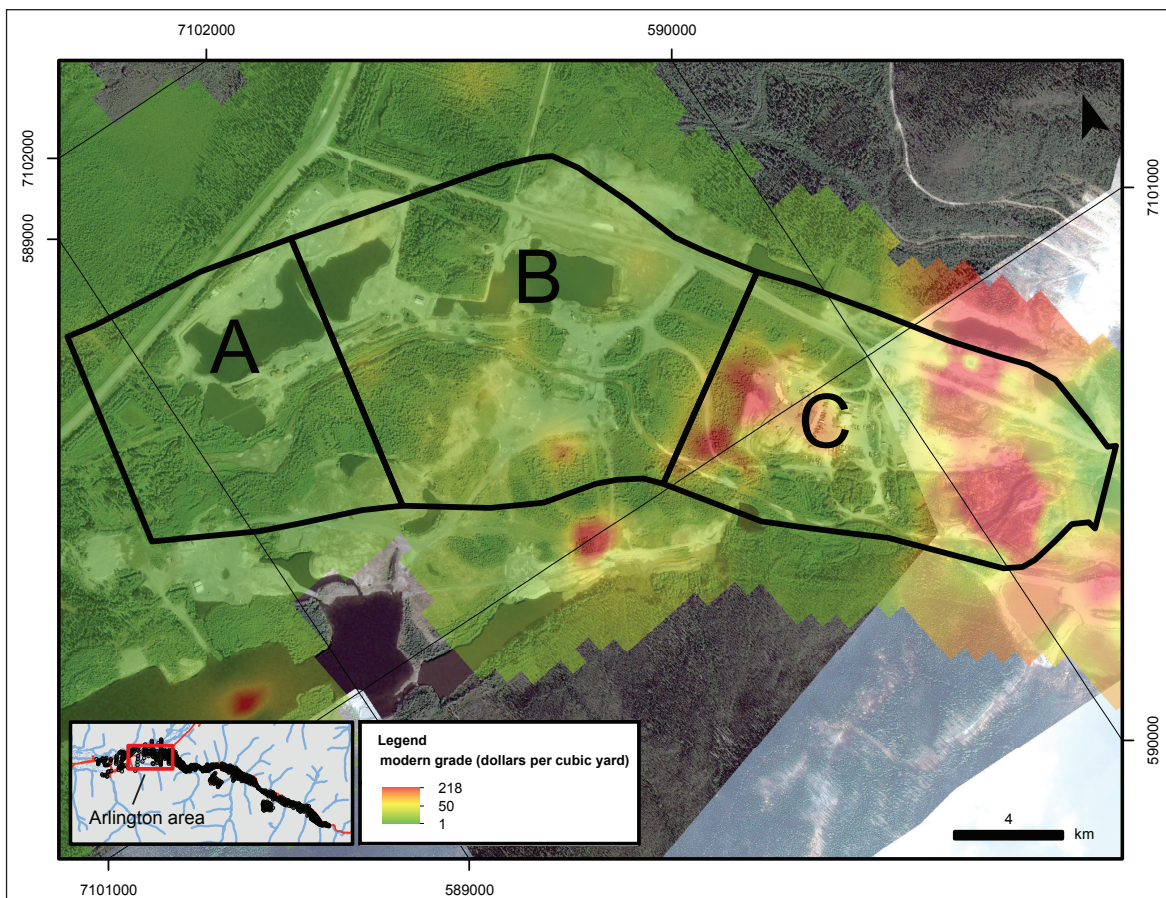 7102000
590000
7102000
589000
7101000
590000
A
B
C
Arlington area
Legend
modern grade (dollars per cubic yard)
218
50
1
4
km
7101000
589000